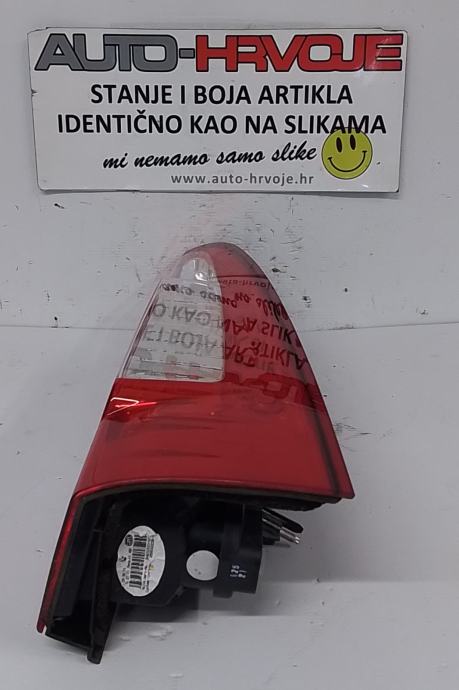 AUTO-HRVOJE
STANJE I BOJA ARTIKLA
IDENTIČNO KAO NA SLIKAMA
mi nemamo samo slike
www.auto-hrvoje.hr